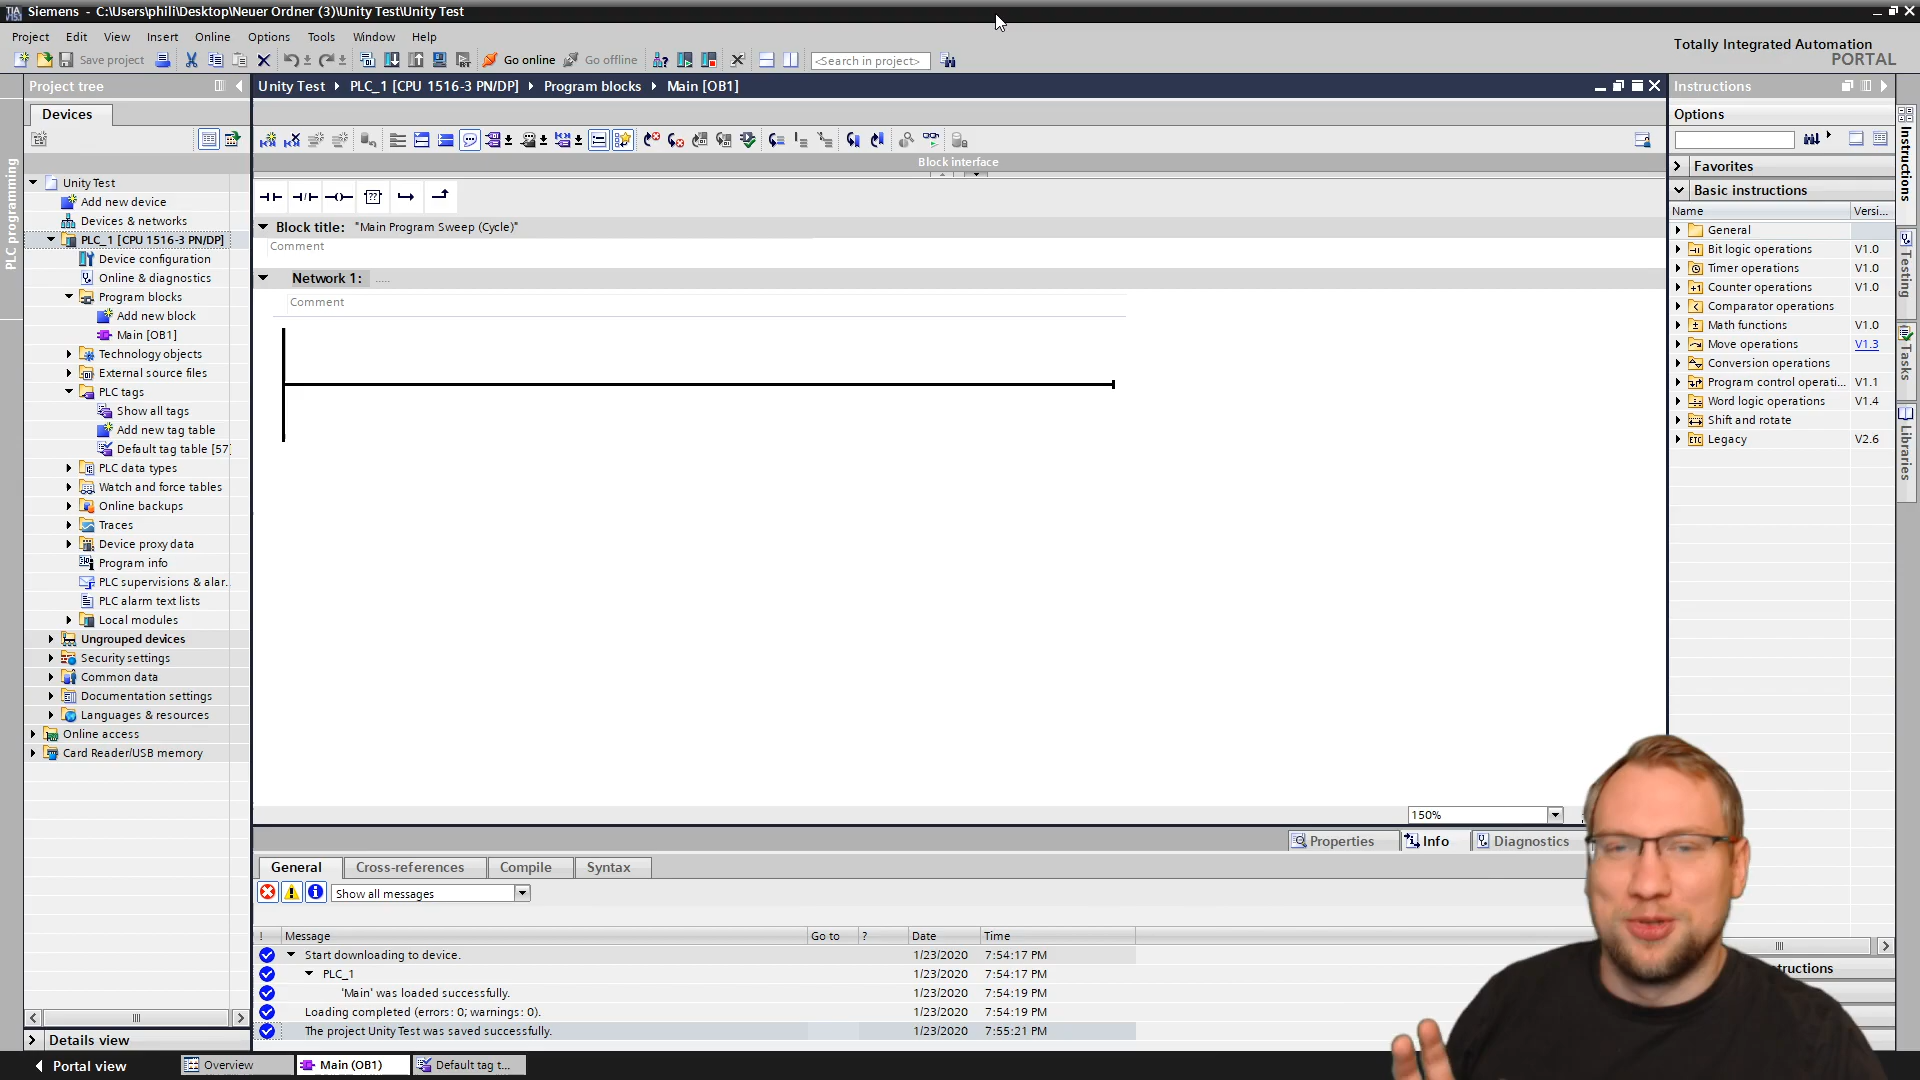 Siemens - C:\Users\phili\Desktop\Neuer Ordner (3)\Unity Test\Unity Test
Project Edit View Insert Online Options Tools Window Help
Totally Integrated Automation
PORTAL
Save project Go online Go offline <Search in project>
Project tree
Unity Test PLC_1 [CPU 1516-3 PN/DP] Program blocks Main [OB1]
Instructions
Devices
Options
Block interface
Favorites
Basic instructions
Name Versi...
General
Bit logic operations V1.0
Timer operations V1.0
Counter operations V1.0
Comparator operations
Math functions V1.0
Move operations V1.3
Conversion operations
Program control operati... V1.1
Word logic operations V1.4
Shift and rotate
Legacy V2.6
PLC programming
Unity Test
Add new device
Devices & networks
PLC_1 [CPU 1516-3 PN/DP]
Device configuration
Online & diagnostics
Program blocks
Add new block
Main [OB1]
Technology objects
External source files
PLC tags
Show all tags
Add new tag table
Default tag table [57]
PLC data types
Watch and force tables
Online backups
Traces
Device proxy data
Program info
PLC supervisions & alar..
PLC alarm text lists
Local modules
Ungrouped devices
Security settings
Common data
Documentation settings
Languages & resources
Online access
Card Reader/USB memory
??
Block title: "Main Program Sweep (Cycle)"
Comment
Network 1: .....
Comment
150%
Instructions
Testing
Tasks
Libraries
Properties Info Diagnostics
General Cross-references Compile Syntax
Show all messages
! Message Go to ? Date Time
Start downloading to device. 1/23/2020 7:54:17 PM
PLC_1 1/23/2020 7:54:17 PM
'Main' was loaded successfully. 1/23/2020 7:54:19 PM
Loading completed (errors: 0; warnings: 0). 1/23/2020 7:54:19 PM
The project Unity Test was saved successfully. 1/23/2020 7:55:21 PM
tructions
Details view
Portal view Overview Main (OB1) Default tag t...